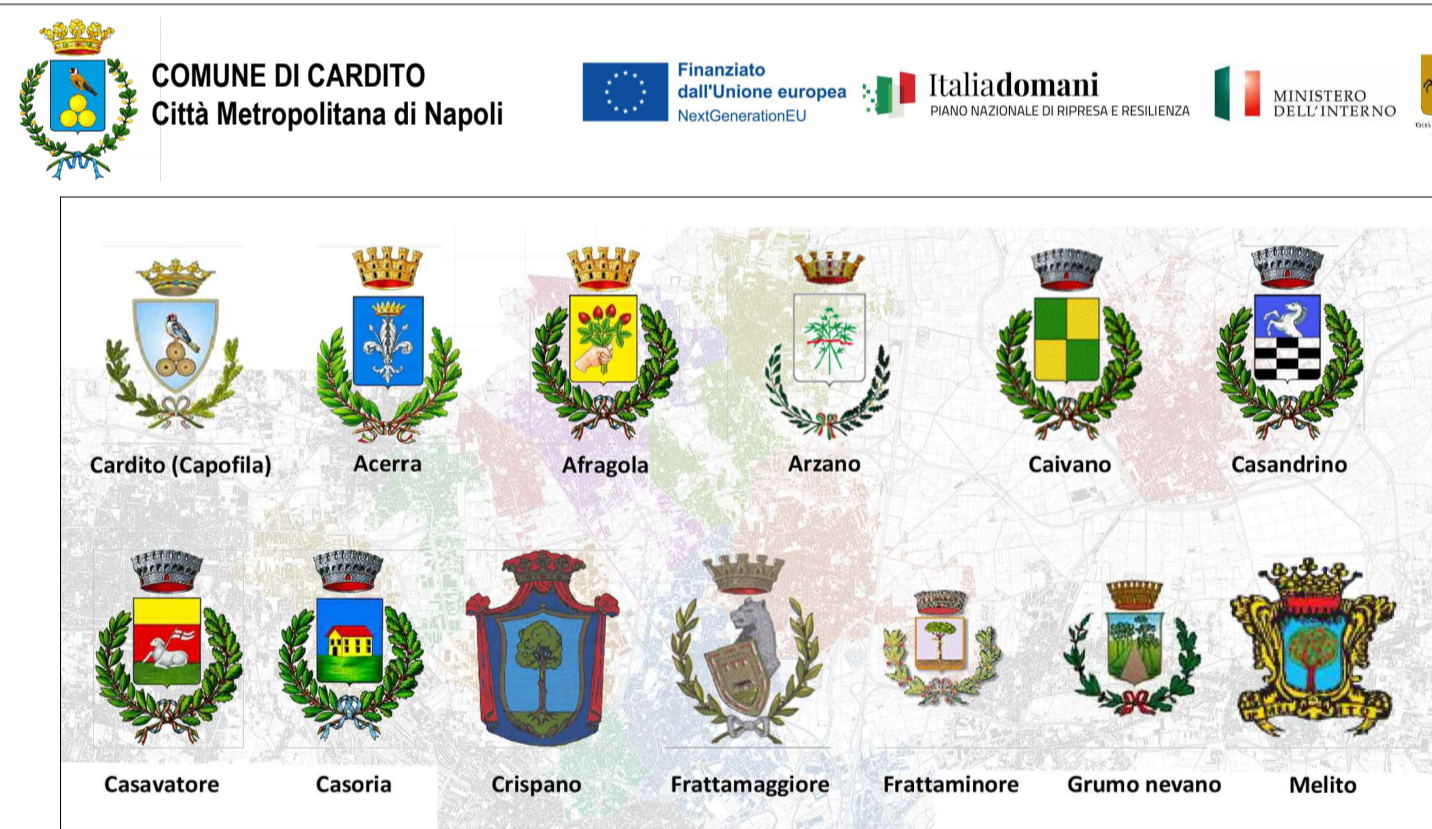 COMUNE DI CARDITO
Città Metropolitana di Napoli
Finanziato
dall'Unione europea
NextGenerationEU
Italiadomani
PIANO NAZIONALE DI RIPRESA E RESILIENZA
MINISTERO
DELL'INTERNO
Cardito (Capofila) Acerra Afragola Arzano Caivano Casandrino
Casavatore Casoria Crispano Frattamaggiore Frattaminore Grumo nevano Melito